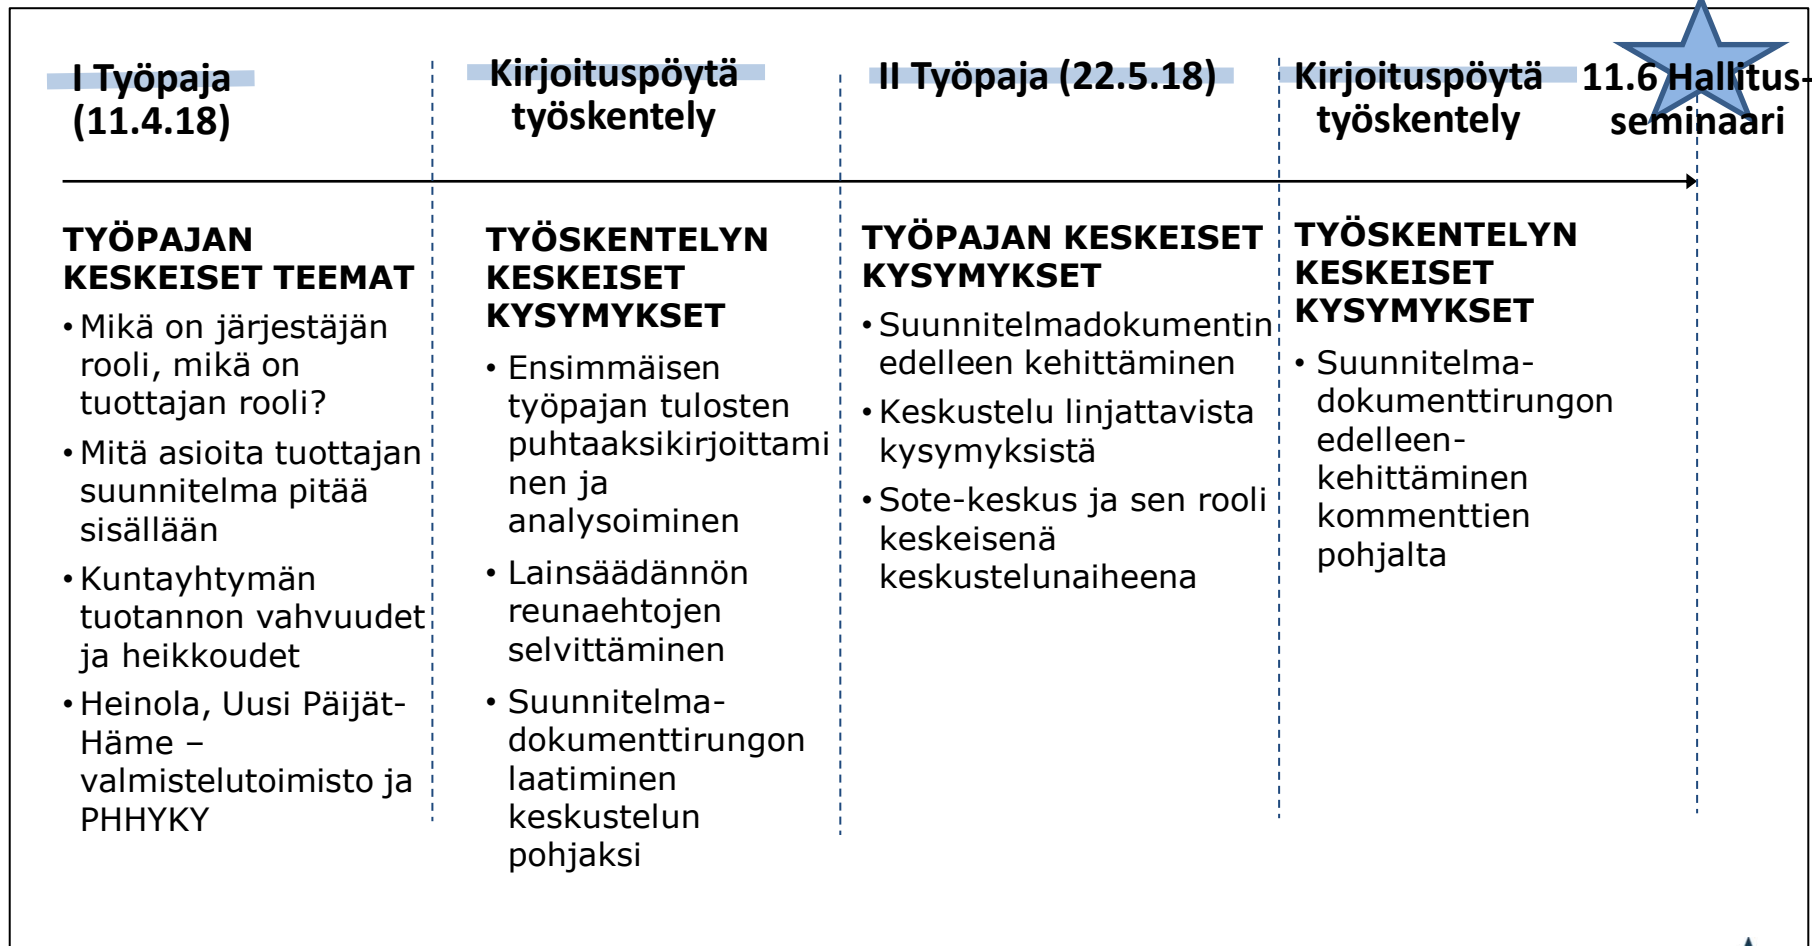 I Työpaja
(11.4.18)
Kirjoituspöytä
työskentely
II Työpaja (22.5.18)
Kirjoituspöytä
työskentely
11.6 Hallitus-
seminaari
TYÖPAJAN
KESKEISET TEEMAT
• Mikä on järjestäjän
rooli, mikä on
tuottajan rooli?
• Mitä asioita tuottajan
suunnitelma pitää
sisällään
• Kuntayhtymän
tuotannon vahvuudet
ja heikkoudet
• Heinola, Uusi Päijät-
Häme –
valmistelutoimisto ja
PHHYKY
TYÖSKENTELYN
KESKEISET
KYSYMYKSET
• Ensimmäisen
työpajan tulosten
puhtaaksikirjoittami
nen ja
analysoiminen
• Lainsäädännön
reunaehtojen
selvittäminen
• Suunnitelma-
dokumenttirungon
laatiminen
keskustelun
pohjaksi
TYÖPAJAN KESKEISET
KYSYMYKSET
• Suunnitelmadokumentin
edelleen kehittäminen
• Keskustelu linjattavista
kysymyksistä
• Sote-keskus ja sen rooli
keskeisenä
keskustelunaiheena
TYÖSKENTELYN
KESKEISET
KYSYMYKSET
• Suunnitelma-
dokumenttirungon
edelleen-
kehittäminen
kommenttien
pohjalta